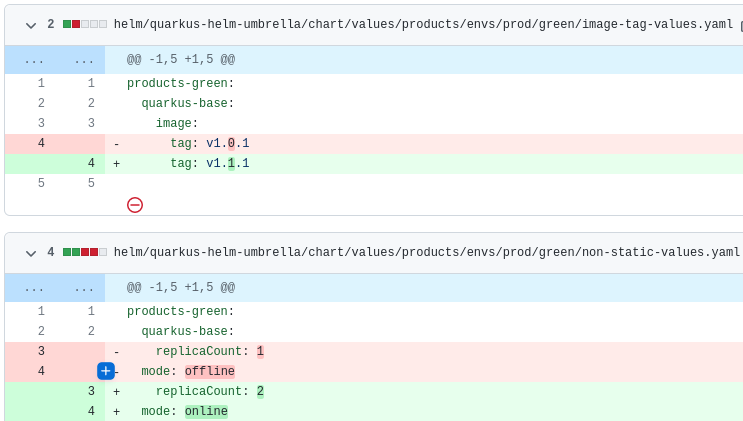 2 helm/quarkus-helm-umbrella/chart/values/products/envs/prod/green/image-tag-values.yaml
... ... @@ -1,5 +1,5 @@
1 1 products-green:
2 2 quarkus-base:
3 3 image:
4 - tag: v1.0.1
4 + tag: v1.1.1
5 5
4 helm/quarkus-helm-umbrella/chart/values/products/envs/prod/green/non-static-values.yaml
... ... @@ -1,5 +1,5 @@
1 1 products-green:
2 2 quarkus-base:
3 - replicaCount: 1
4 - mode: offline
3 + replicaCount: 2
4 + mode: online